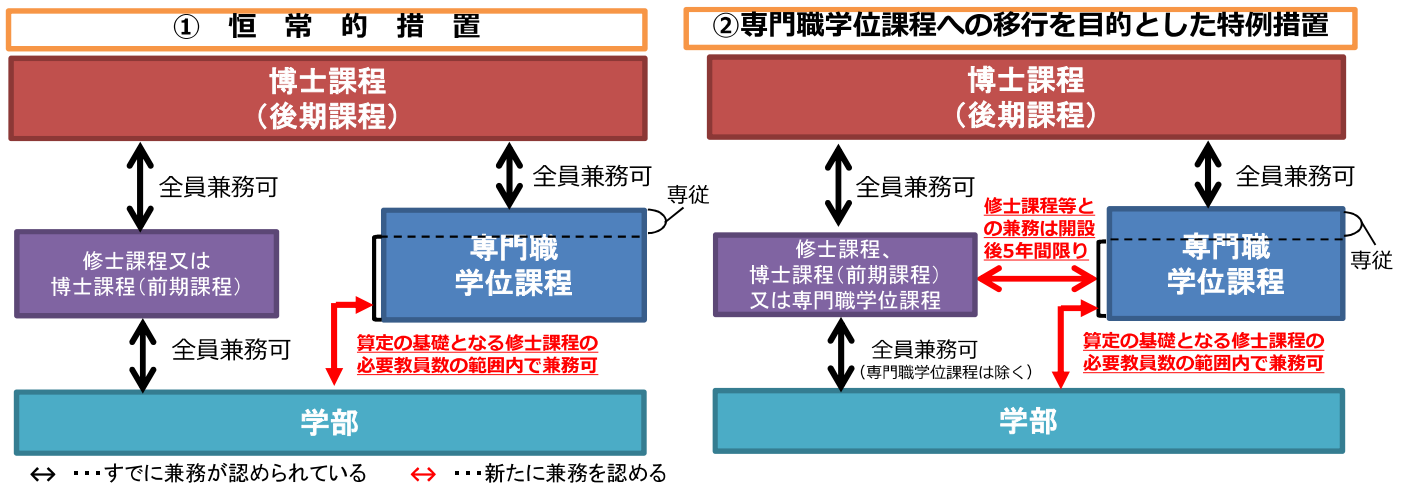 ① 恒 常 的 措 置
博士課程
（後期課程）
全員兼務可
全員兼務可
専従
修士課程又は
博士課程（前期課程）
専門職
学位課程
全員兼務可
算定の基礎となる修士課程の
必要教員数の範囲内で兼務可
学部
↔ ・・・すでに兼務が認められている
↔ ・・・新たに兼務を認める
②専門職学位課程への移行を目的とした特例措置
博士課程
（後期課程）
全員兼務可
全員兼務可
修士課程等と
の兼務は開設
後5年間限り
専従
修士課程、
博士課程（前期課程）
又は専門職学位課程
専門職
学位課程
全員兼務可
（専門職学位課程は除く）
算定の基礎となる修士課程の
必要教員数の範囲内で兼務可
学部